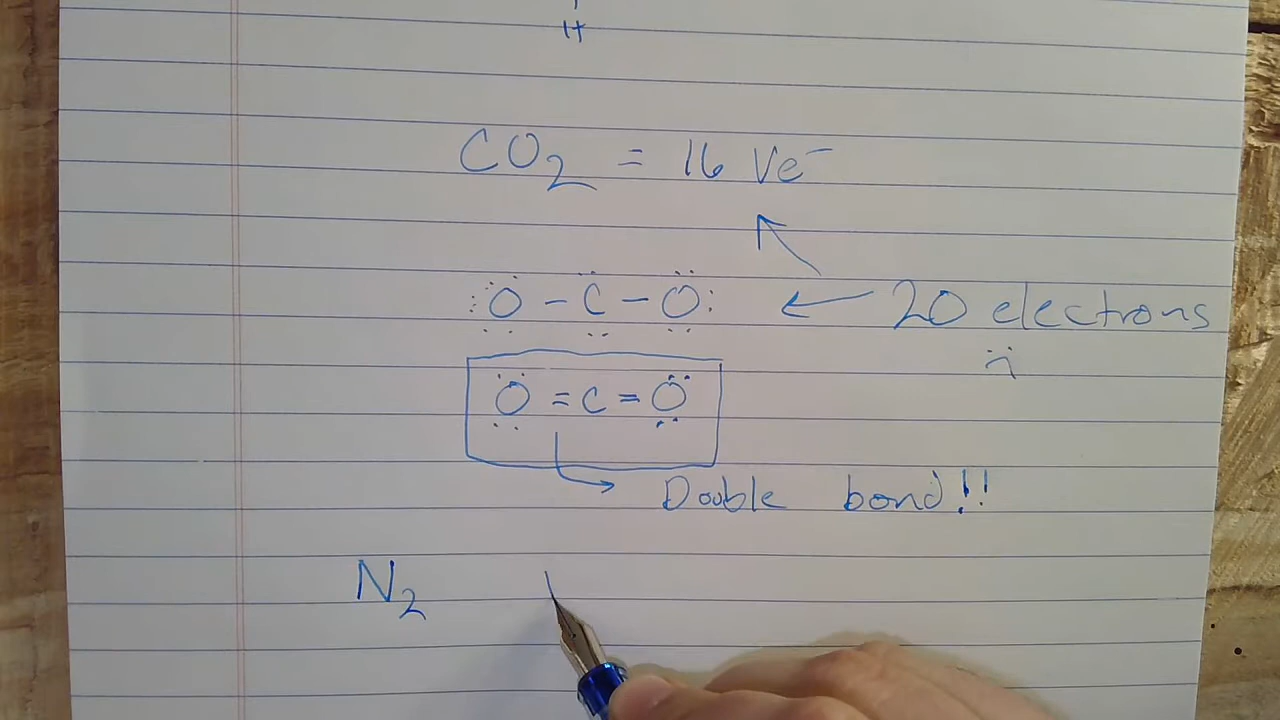 H
CO₂ = 16 Ve⁻
:Ö - C̈ - Ö: ← 20 electrons
Ö = C = Ö
Double bond!!
N₂